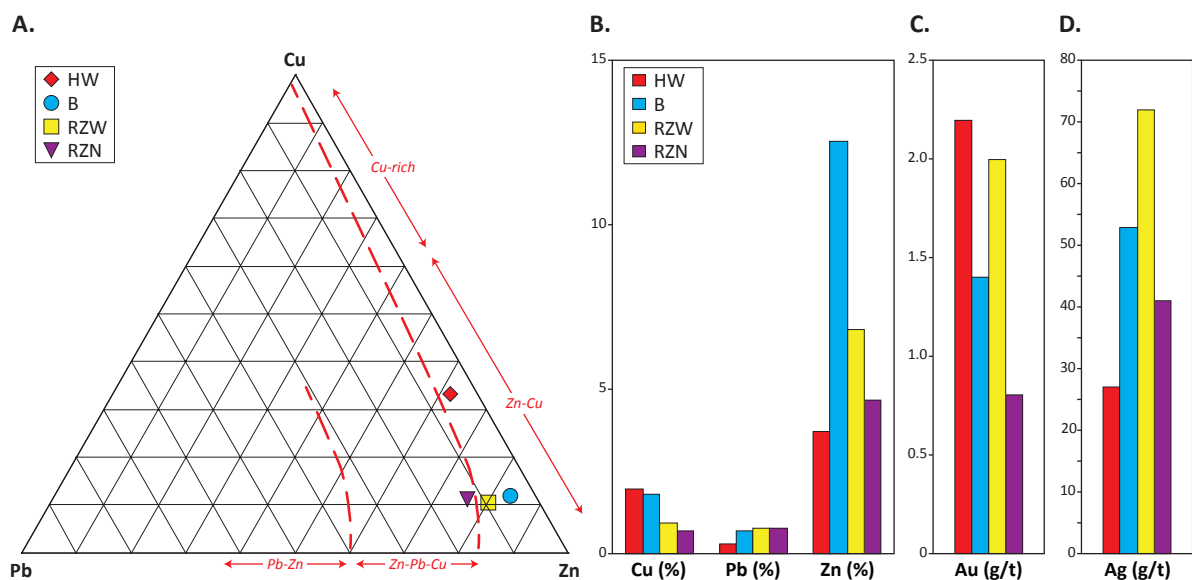 A.
B.
C.
D.
Cu
HW
B
RZW
RZN
Cu-rich
Zn-Cu
Pb-Zn
Zn-Pb-Cu
Pb
Zn
15
10
5
0
HW
B
RZW
RZN
Cu (%)
Pb (%)
Zn (%)
2.5
2.0
1.5
1.0
0.5
0
Au (g/t)
80
70
60
50
40
30
20
10
0
Ag (g/t)